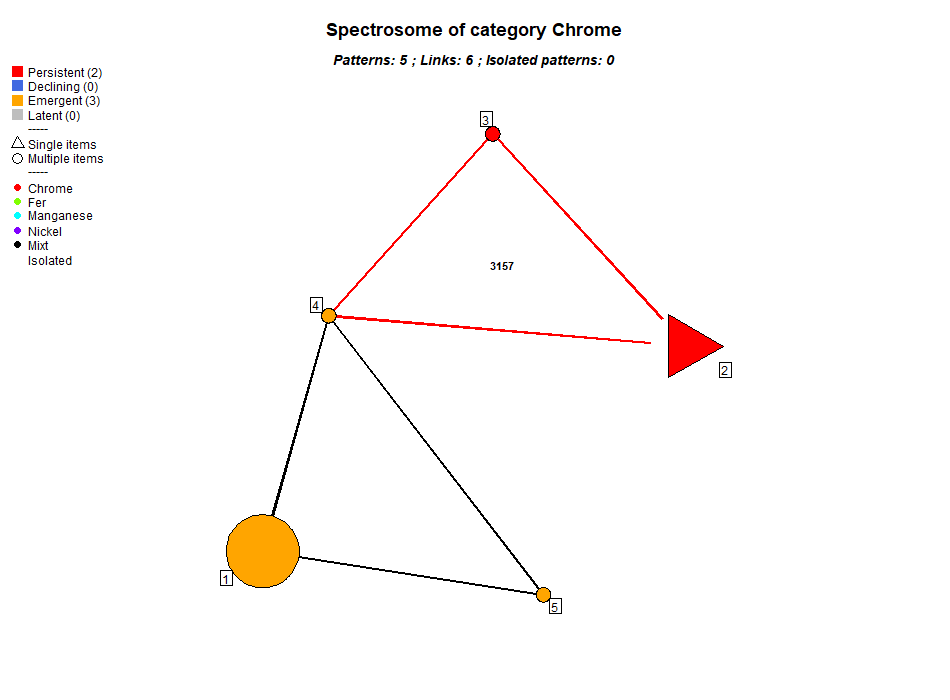 Spectrosome of category Chrome
Patterns: 5 ; Links: 6 ; Isolated patterns: 0
Persistent (2)
Declining (0)
Emergent (3)
Latent (0)
-----
Single items
Multiple items
-----
Chrome
Fer
Manganese
Nickel
Mixt
Isolated
3
3157
4
2
1
5